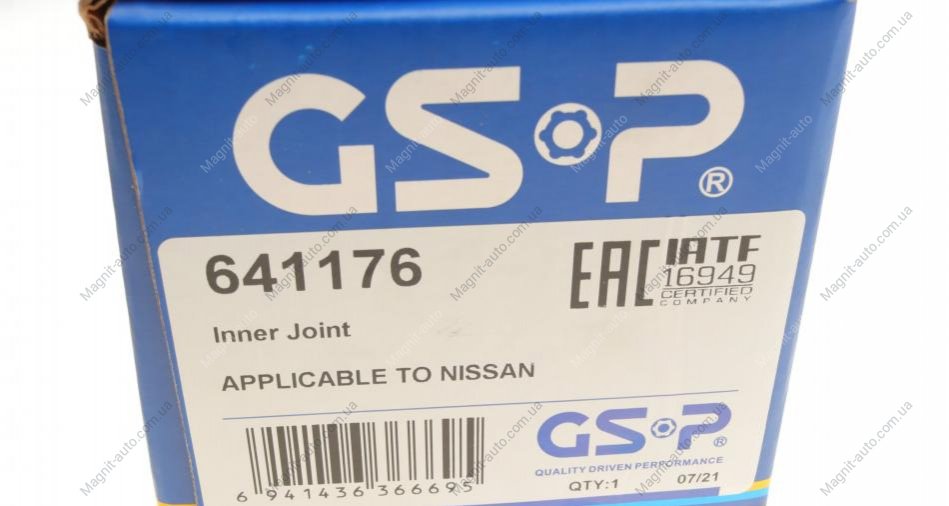 GSP®
641176
EAC IATF
16949
CERTIFIED
COMPANY
Inner Joint
APPLICABLE TO NISSAN
GSP®
QUALITY DRIVEN PERFORMANCE
6 941436 366695
QTY:1 07/21
Magnit-auto.com.ua